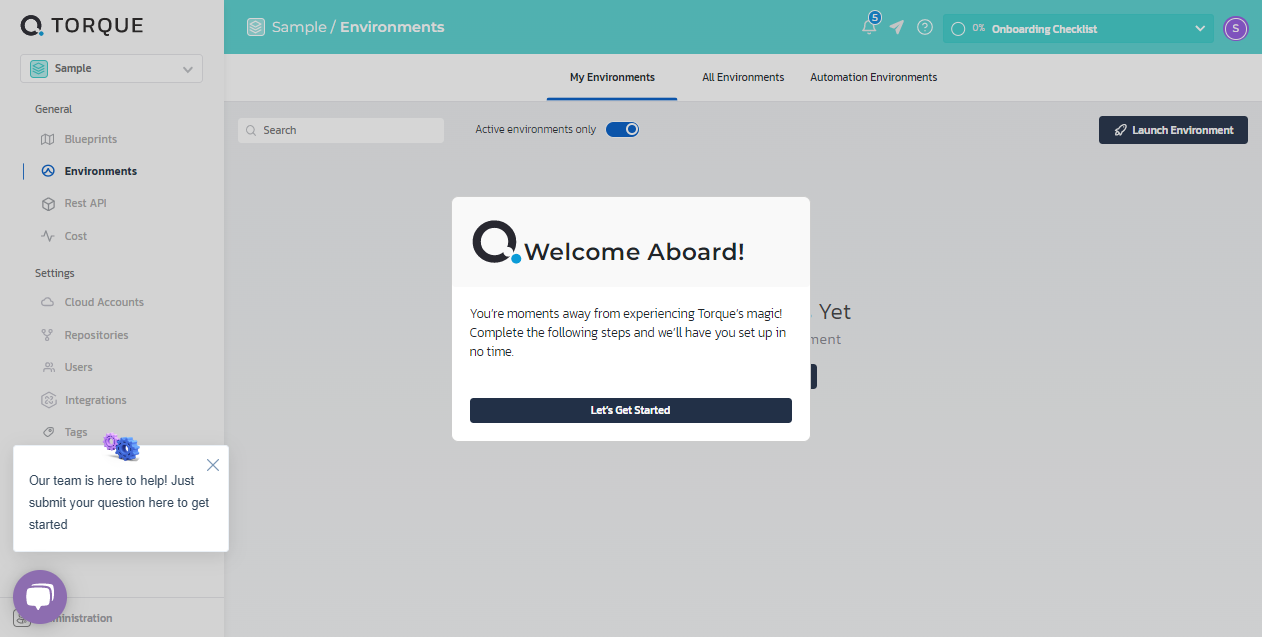 TORQUE
Sample / Environments
5
0% Onboarding Checklist
S
Sample
My Environments
All Environments
Automation Environments
General
Search
Active environments only
Launch Environment
Blueprints
Environments
Rest API
Cost
Settings
Cloud Accounts
Repositories
Users
Integrations
Tags
Welcome Aboard!
You're moments away from experiencing Torque's magic!
Complete the following steps and we'll have you set up in
no time.
Let's Get Started
Yet
Our team is here to help! Just
submit your question here to get
started